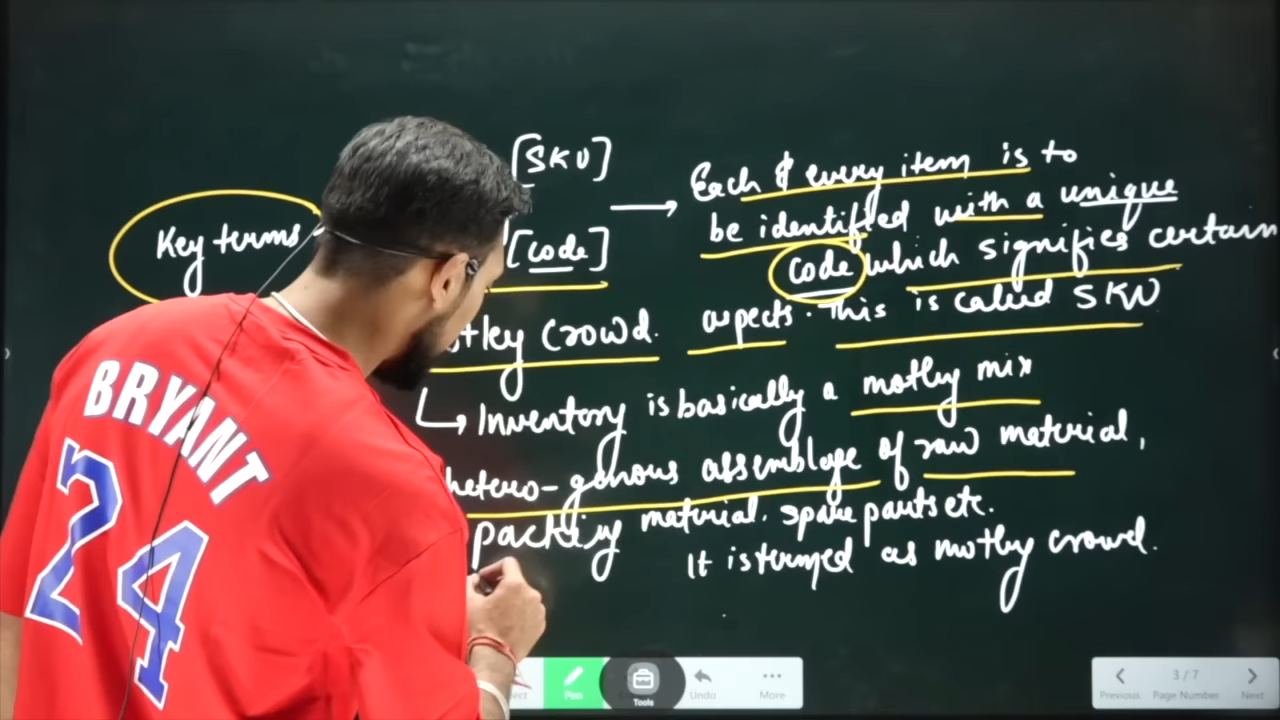 [SKU]
Each & every item is to
be identified with a unique
Key terms
[code]
code which signifies certain
aspects. This is called SKU
tley Crowd.
Inventory is basically a motley mix
hetero-genous assemblage of raw material,
packing material. spare parts etc.
It is termed as motley crowd.
BRYANT
24
Pen
Tools
Undo
More
Previous
3/7
Page Number
Next